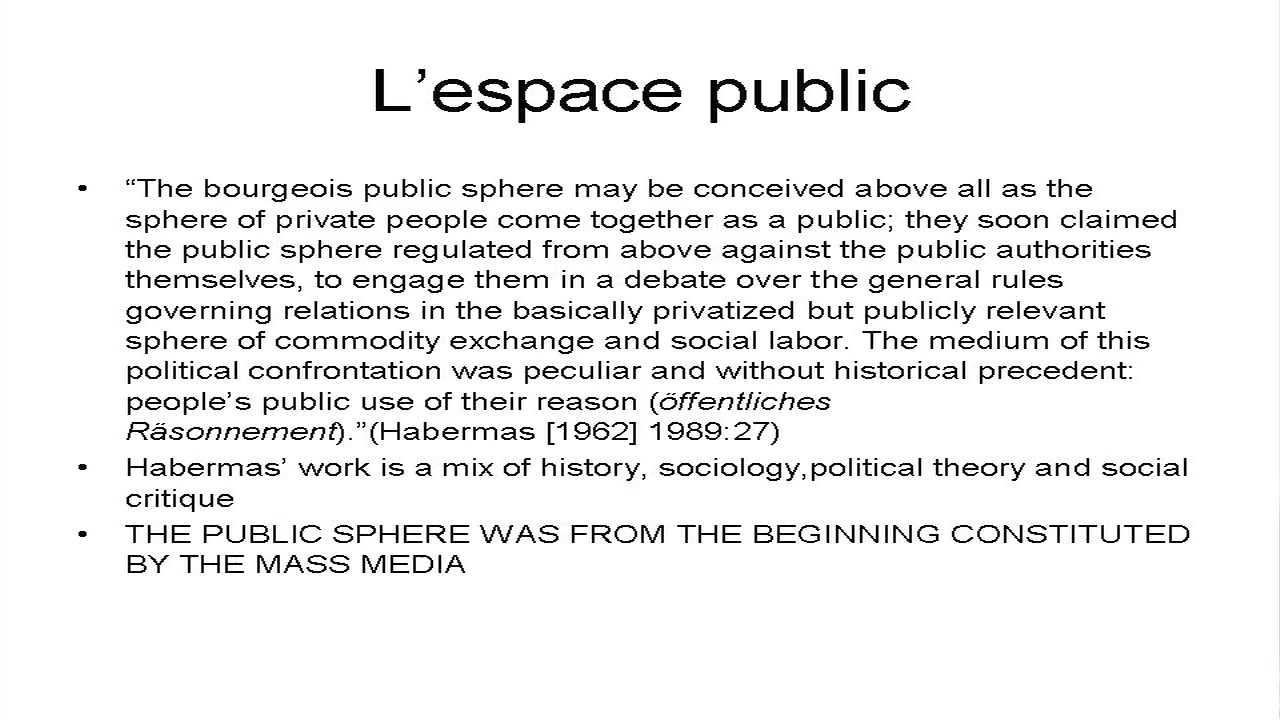 L’espace public
• “The bourgeois public sphere may be conceived above all as the
sphere of private people come together as a public; they soon claimed
the public sphere regulated from above against the public authorities
themselves, to engage them in a debate over the general rules
governing relations in the basically privatized but publicly relevant
sphere of commodity exchange and social labor. The medium of this
political confrontation was peculiar and without historical precedent:
people’s public use of their reason (öffentliches
Räsonnement).”(Habermas [1962] 1989:27)
• Habermas’ work is a mix of history, sociology,political theory and social
critique
• THE PUBLIC SPHERE WAS FROM THE BEGINNING CONSTITUTED
BY THE MASS MEDIA